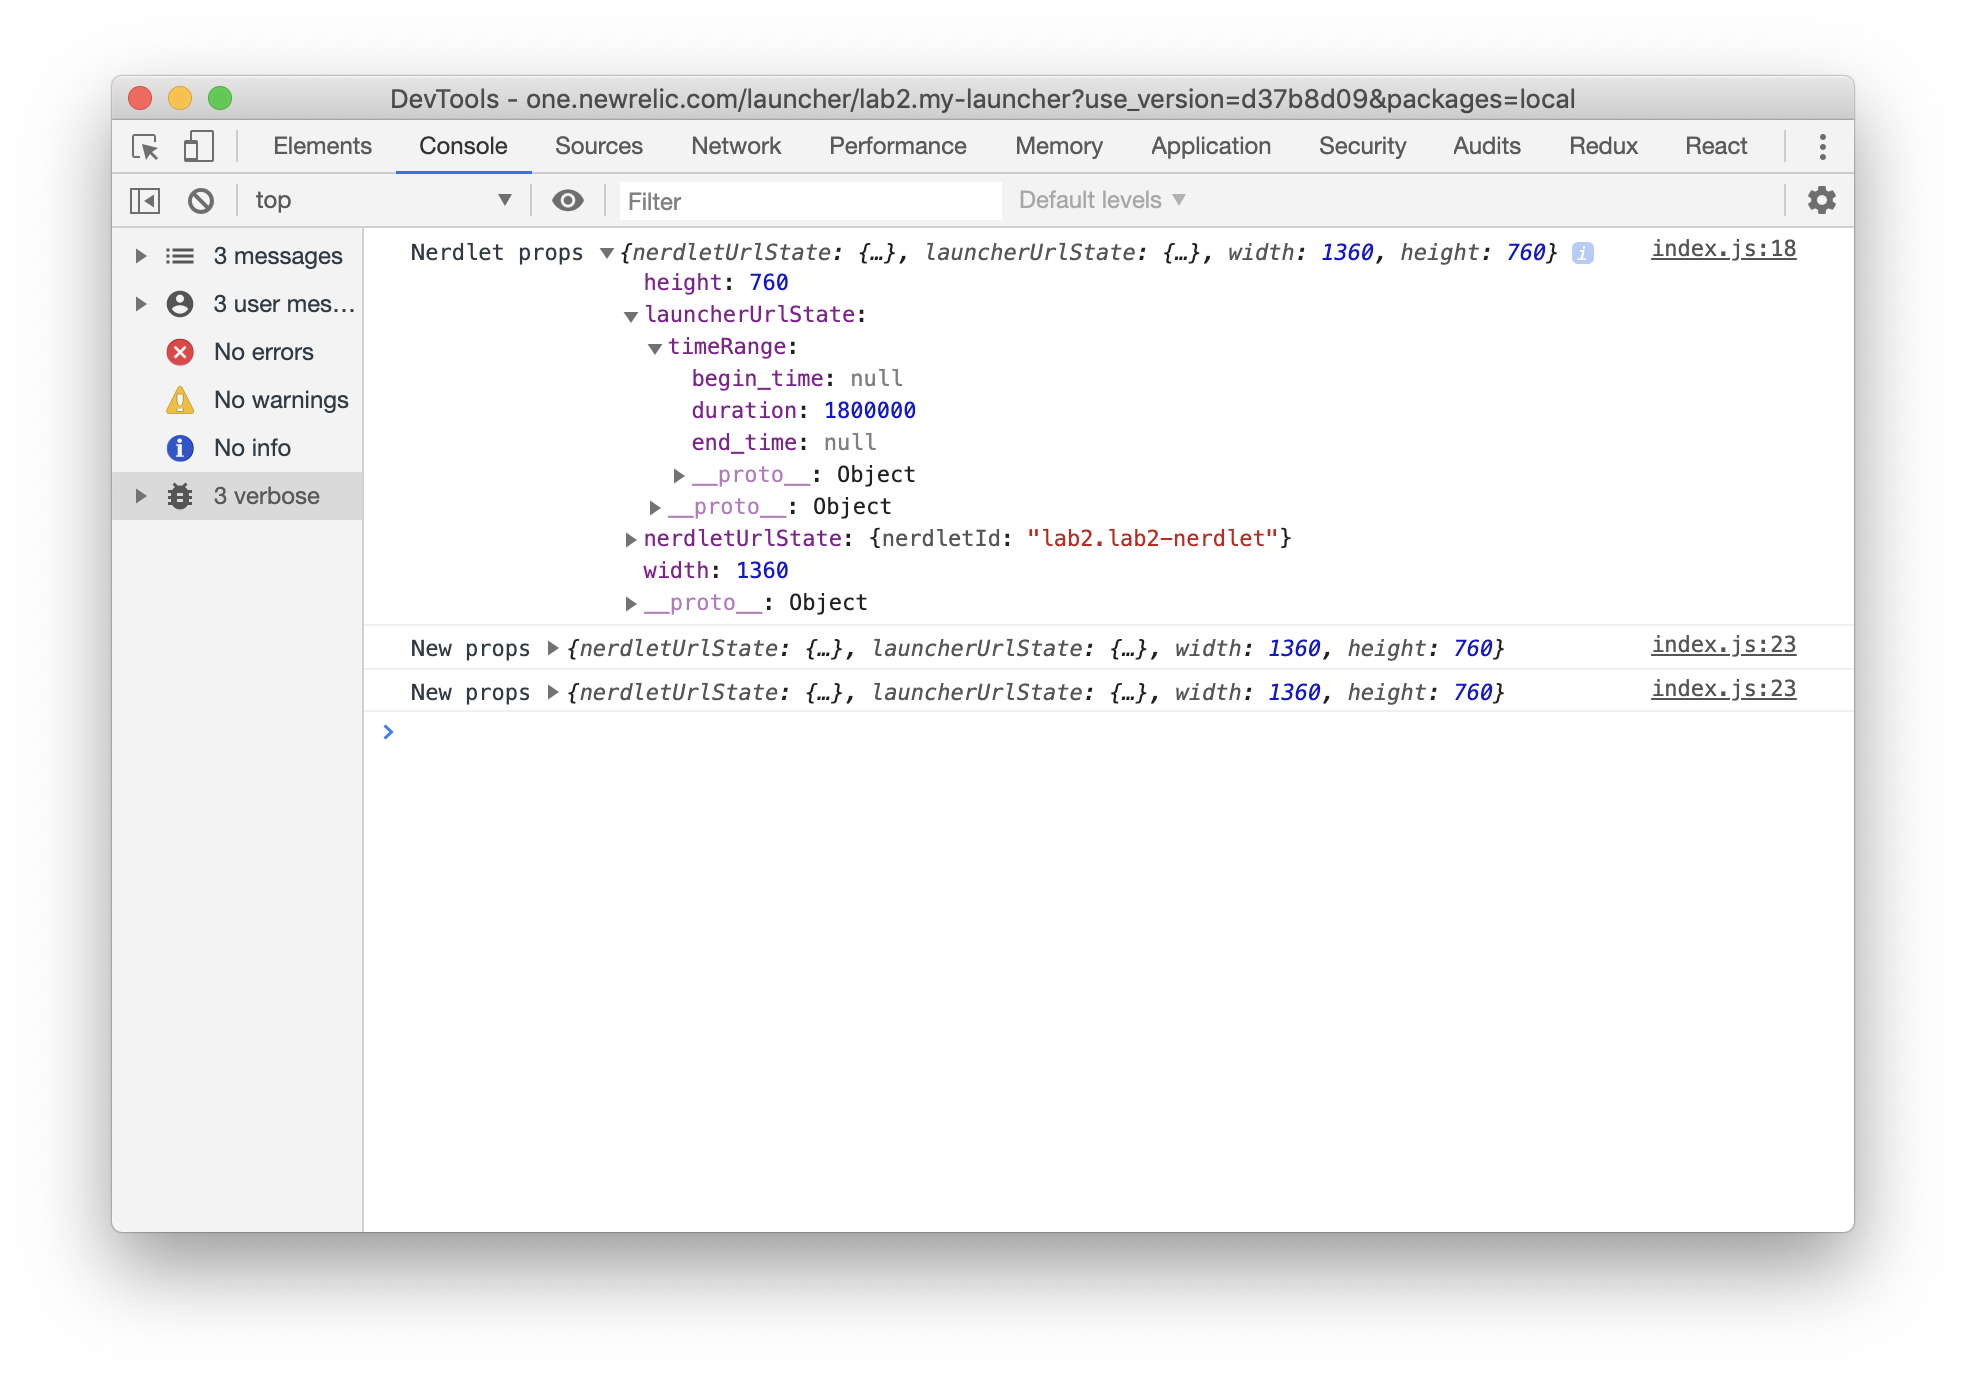 DevTools - one.newrelic.com/launcher/lab2.my-launcher?use_version=d37b8d09&packages=local
Elements Console Sources Network Performance Memory Application Security Audits Redux React
top Filter Default levels
3 messages
3 user mes…
No errors
No warnings
No info
3 verbose
Nerdlet props {nerdletUrlState: {…}, launcherUrlState: {…}, width: 1360, height: 760} i index.js:18
height: 760
launcherUrlState:
timeRange:
begin_time: null
duration: 1800000
end_time: null
__proto__: Object
__proto__: Object
nerdletUrlState: {nerdletId: "lab2.lab2-nerdlet"}
width: 1360
__proto__: Object
New props {nerdletUrlState: {…}, launcherUrlState: {…}, width: 1360, height: 760} index.js:23
New props {nerdletUrlState: {…}, launcherUrlState: {…}, width: 1360, height: 760} index.js:23